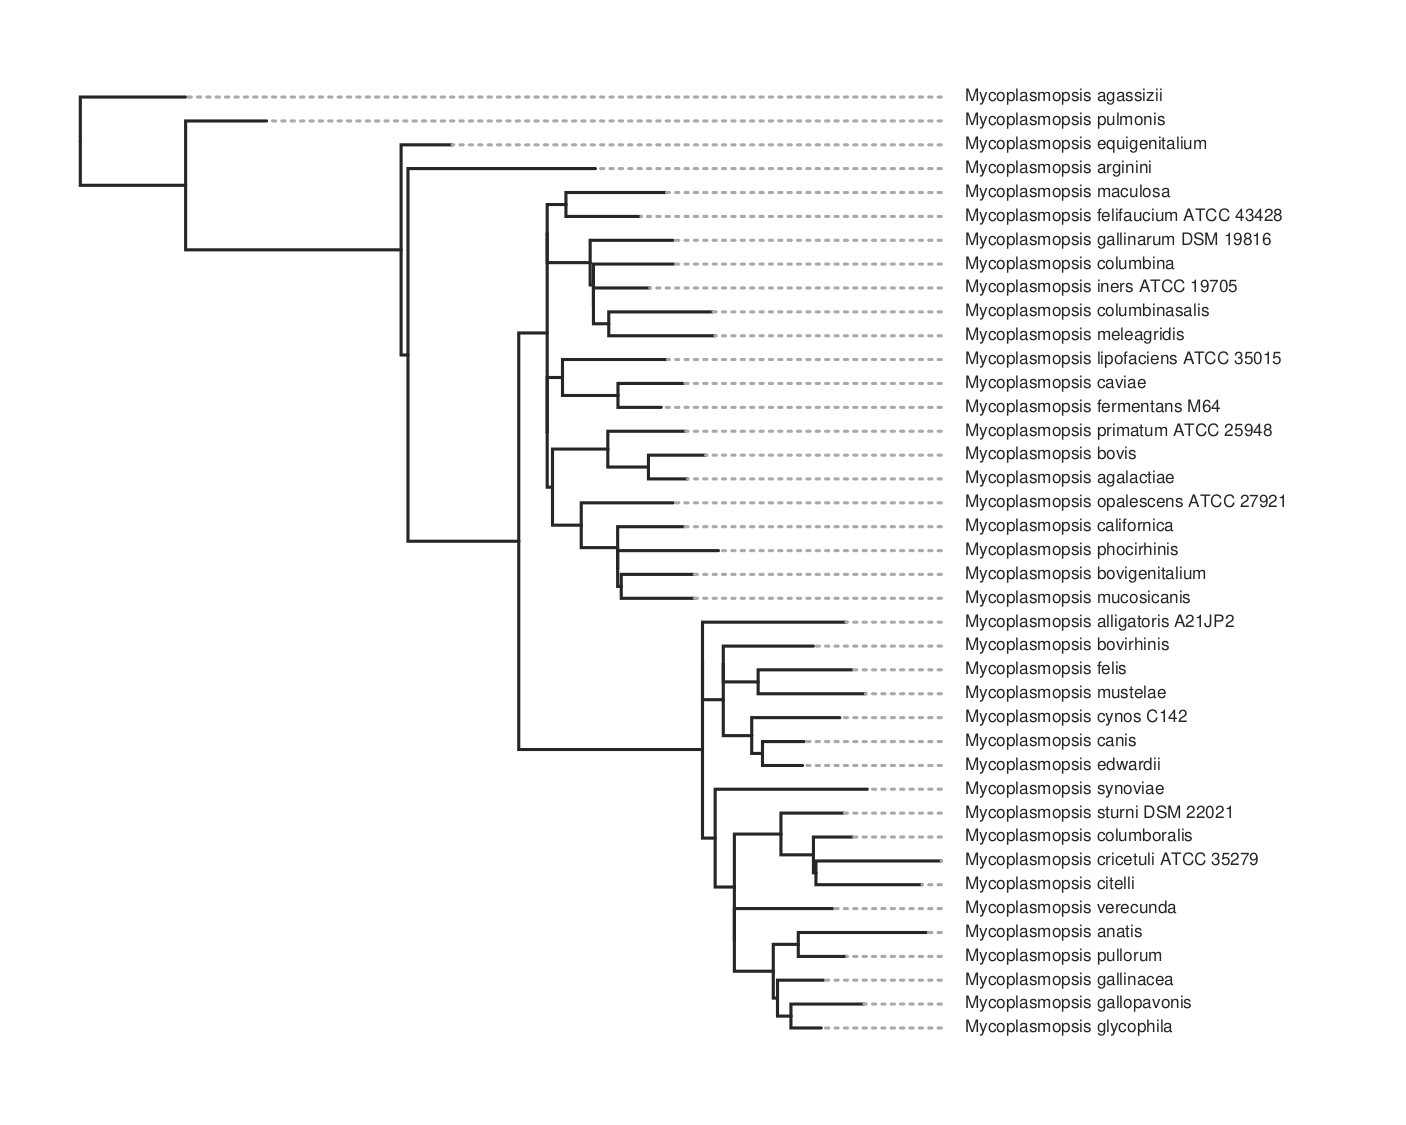 Mycoplasmopsis agassizii
Mycoplasmopsis pulmonis
Mycoplasmopsis equigenitalium
Mycoplasmopsis arginini
Mycoplasmopsis maculosa
Mycoplasmopsis felifaucium ATCC 43428
Mycoplasmopsis gallinarum DSM 19816
Mycoplasmopsis columbina
Mycoplasmopsis iners ATCC 19705
Mycoplasmopsis columbinasalis
Mycoplasmopsis meleagridis
Mycoplasmopsis lipofaciens ATCC 35015
Mycoplasmopsis caviae
Mycoplasmopsis fermentans M64
Mycoplasmopsis primatum ATCC 25948
Mycoplasmopsis bovis
Mycoplasmopsis agalactiae
Mycoplasmopsis opalescens ATCC 27921
Mycoplasmopsis californica
Mycoplasmopsis phocirhinis
Mycoplasmopsis bovigenitalium
Mycoplasmopsis mucosicanis
Mycoplasmopsis alligatoris A21JP2
Mycoplasmopsis bovirhinis
Mycoplasmopsis felis
Mycoplasmopsis mustelae
Mycoplasmopsis cynos C142
Mycoplasmopsis canis
Mycoplasmopsis edwardii
Mycoplasmopsis synoviae
Mycoplasmopsis sturni DSM 22021
Mycoplasmopsis columboralis
Mycoplasmopsis cricetuli ATCC 35279
Mycoplasmopsis citelli
Mycoplasmopsis verecunda
Mycoplasmopsis anatis
Mycoplasmopsis pullorum
Mycoplasmopsis gallinacea
Mycoplasmopsis gallopavonis
Mycoplasmopsis glycophila